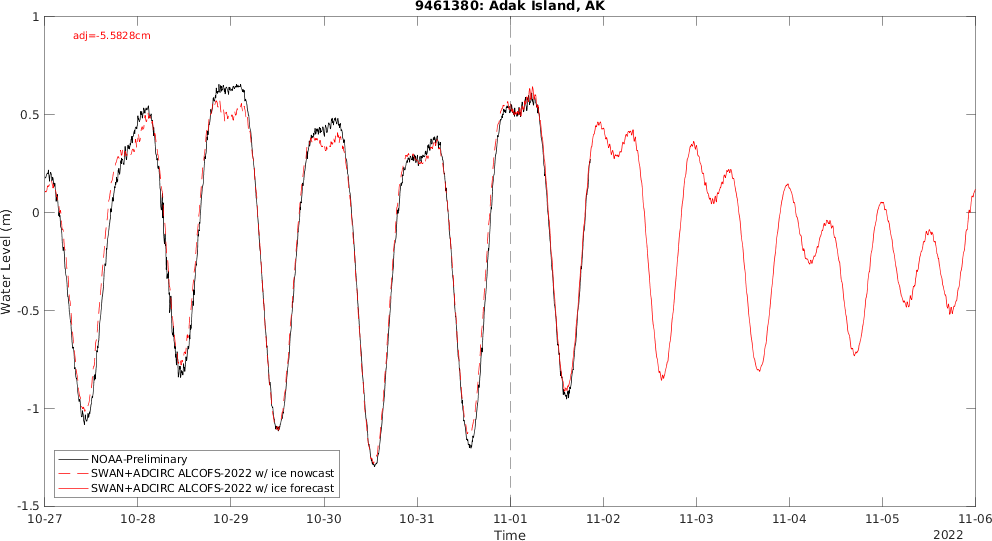 9461380: Adak Island, AK
adj=-5.5828cm
1
0.5
0
-0.5
-1
-1.5
Water Level (m)
NOAA-Preliminary
SWAN+ADCIRC ALCOFS-2022 w/ ice nowcast
SWAN+ADCIRC ALCOFS-2022 w/ ice forecast
10-27 10-28 10-29 10-30 10-31 11-01 11-02 11-03 11-04 11-05 11-06
Time
2022